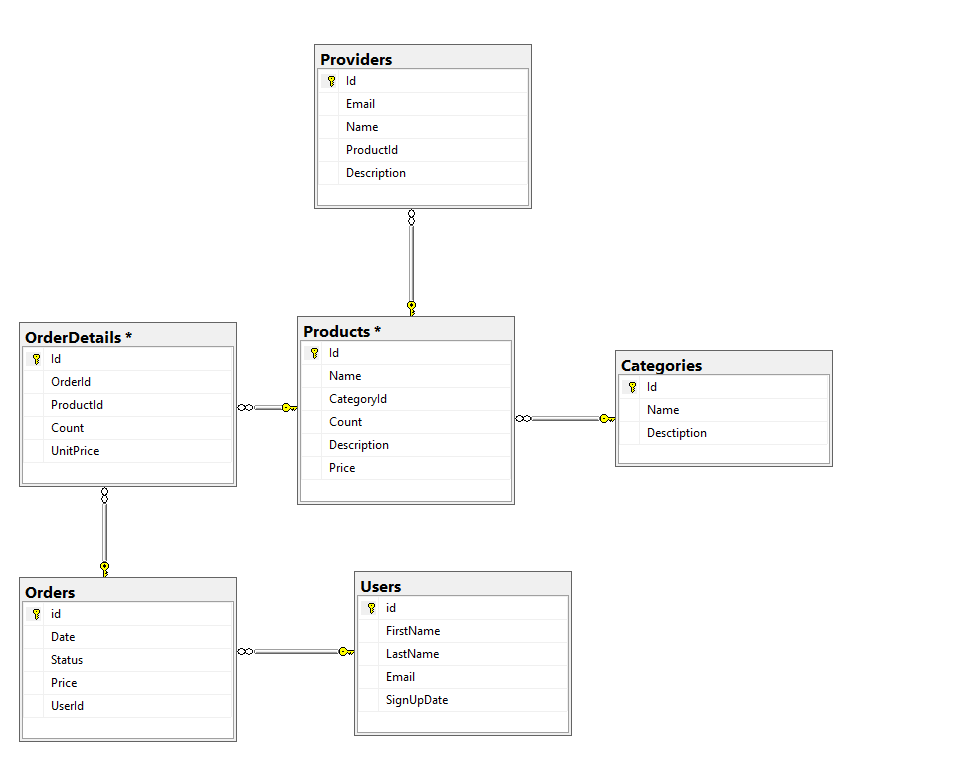 Providers
Id
Email
Name
ProductId
Description
OrderDetails *
Id
OrderId
ProductId
Count
UnitPrice
Products *
Id
Name
CategoryId
Count
Description
Price
Categories
Id
Name
Desctiption
Orders
id
Date
Status
Price
UserId
Users
id
FirstName
LastName
Email
SignUpDate